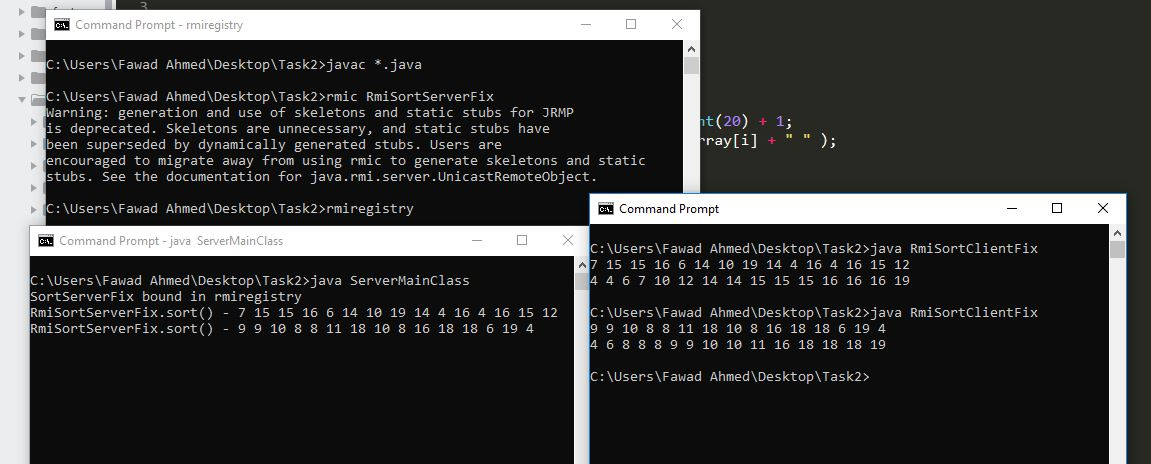 3
Command Prompt - rmiregistry
C:\Users\Fawad Ahmed\Desktop\Task2>javac *.java
C:\Users\Fawad Ahmed\Desktop\Task2>rmic RmiSortServerFix
Warning: generation and use of skeletons and static stubs for JRMP
is deprecated. Skeletons are unnecessary, and static stubs have
been superseded by dynamically generated stubs. Users are
encouraged to migrate away from using rmic to generate skeletons and static
stubs. See the documentation for java.rmi.server.UnicastRemoteObject.
C:\Users\Fawad Ahmed\Desktop\Task2>rmiregistry
nt(20) + 1;
rray[i] + " " );
Command Prompt - java  ServerMainClass
C:\Users\Fawad Ahmed\Desktop\Task2>java ServerMainClass
SortServerFix bound in rmiregistry
RmiSortServerFix.sort() - 7 15 15 16 6 14 10 19 14 4 16 4 16 15 12
RmiSortServerFix.sort() - 9 9 10 8 8 11 18 10 8 16 18 18 6 19 4
Command Prompt
C:\Users\Fawad Ahmed\Desktop\Task2>java RmiSortClientFix
7 15 15 16 6 14 10 19 14 4 16 4 16 15 12
4 4 6 7 10 12 14 14 15 15 15 16 16 16 19
C:\Users\Fawad Ahmed\Desktop\Task2>java RmiSortClientFix
9 9 10 8 8 11 18 10 8 16 18 18 6 19 4
4 6 8 8 8 9 9 10 10 11 16 18 18 18 19
C:\Users\Fawad Ahmed\Desktop\Task2>